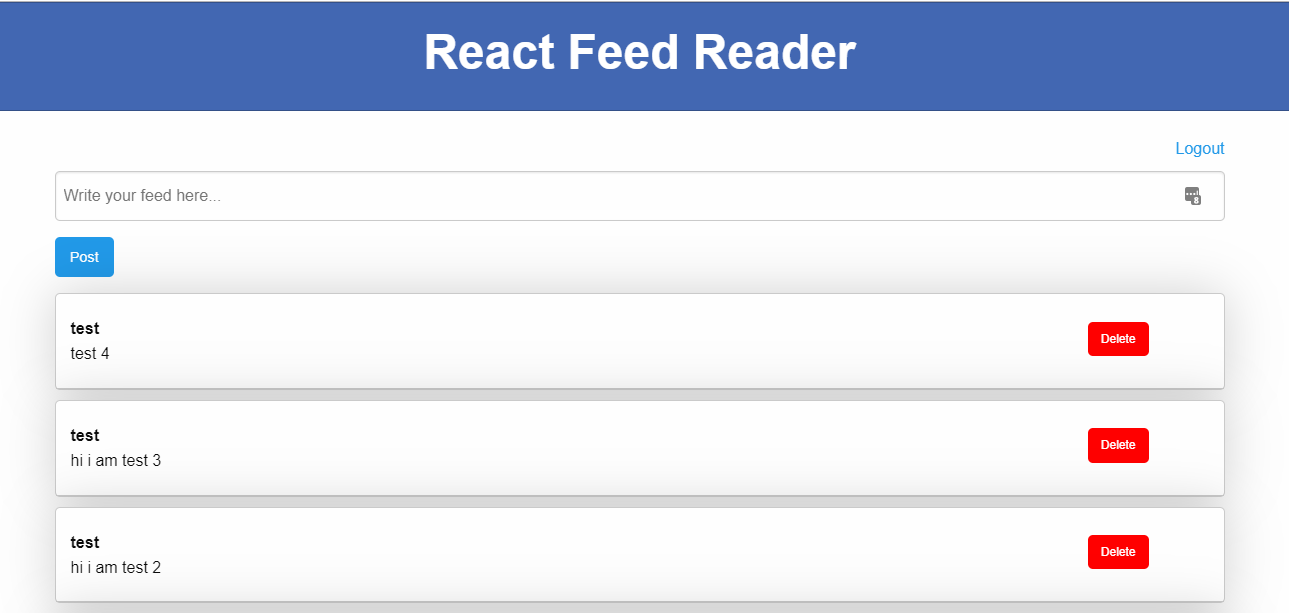 React Feed Reader
Logout
Write your feed here...
8
Post
test
test 4
Delete
test
hi i am test 3
Delete
test
hi i am test 2
Delete